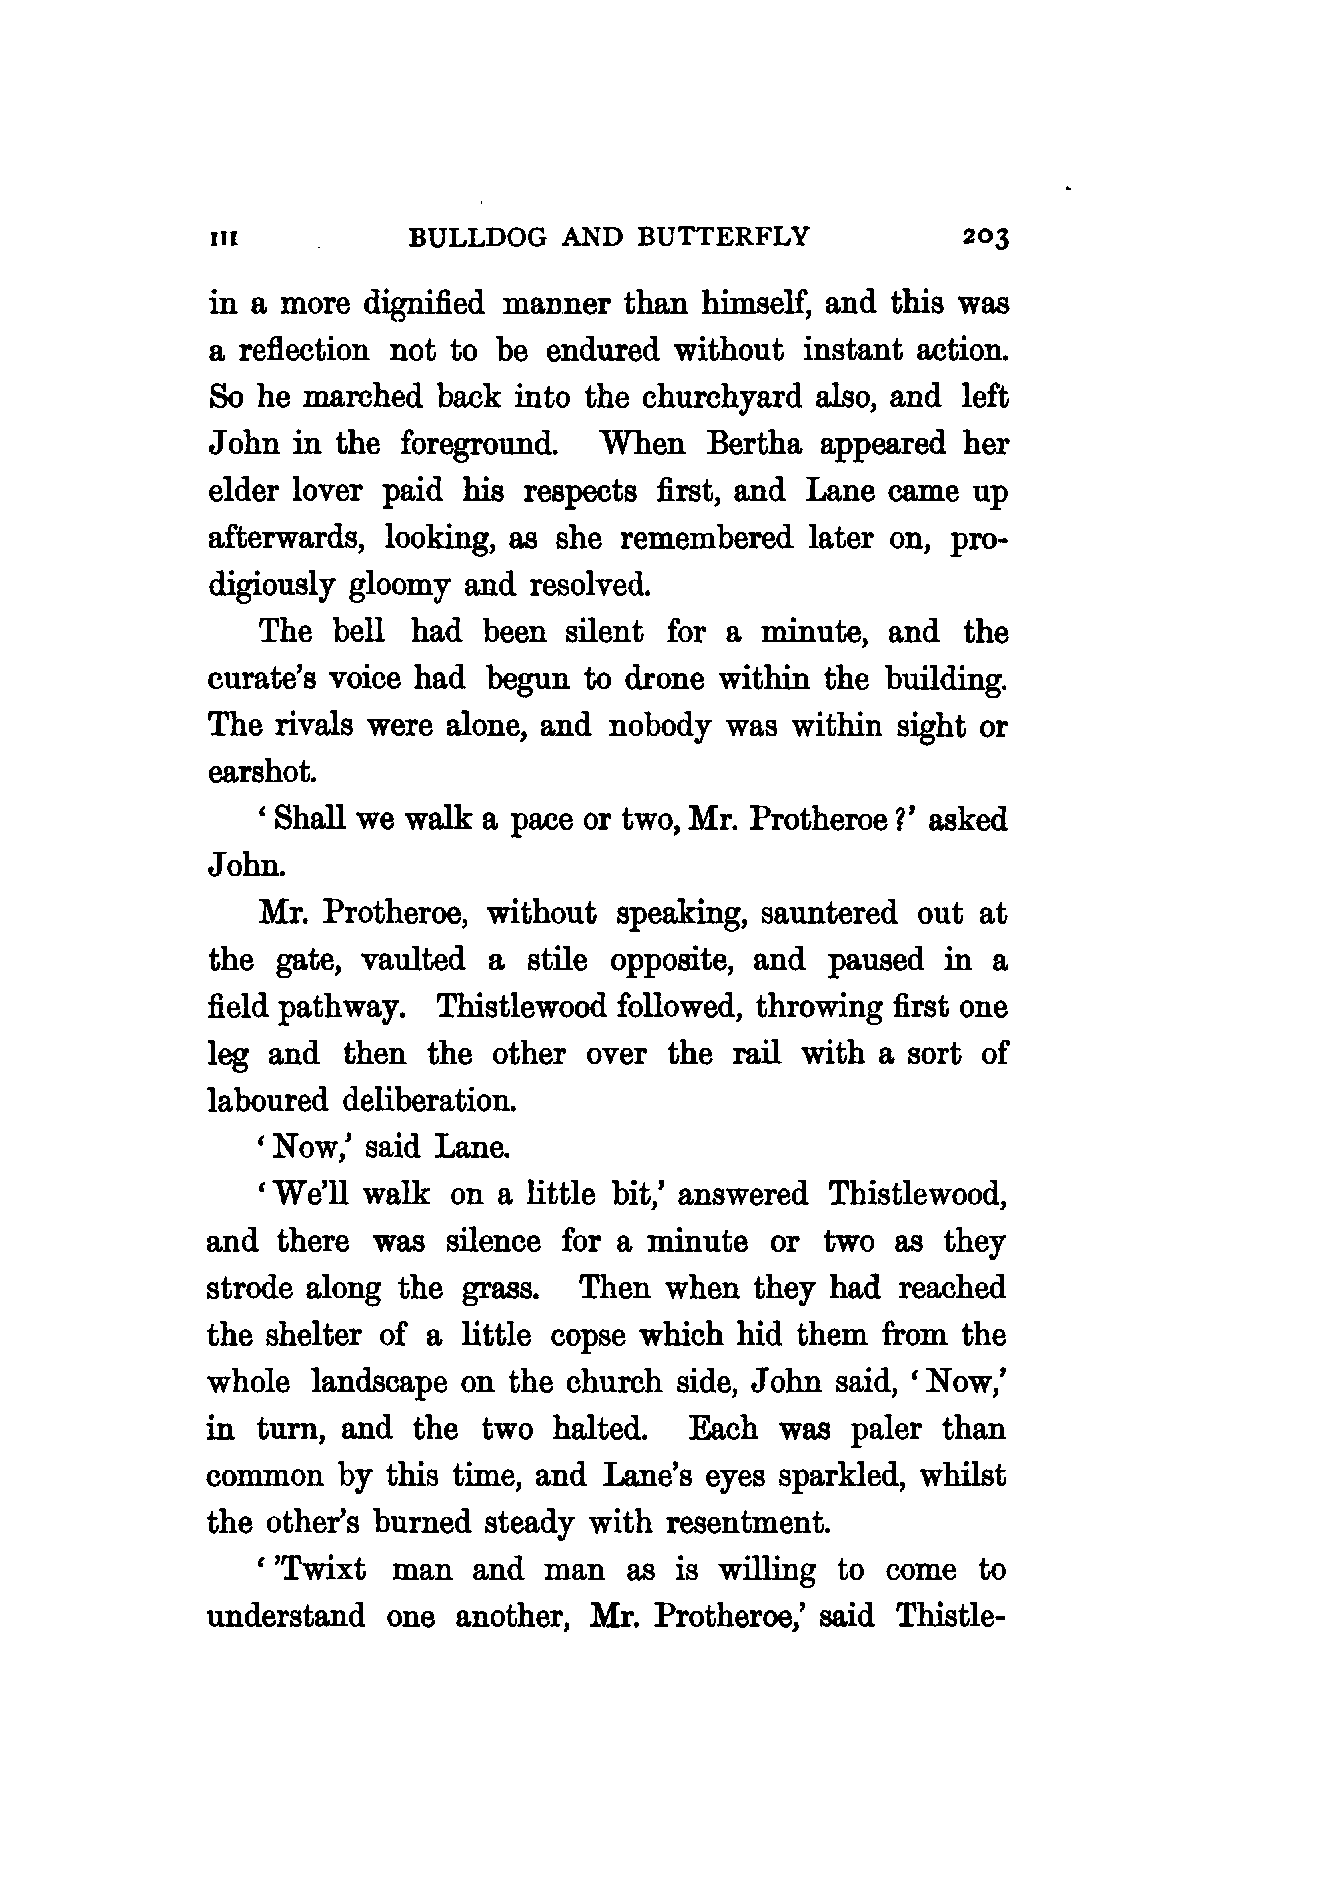 III BULLDOG AND BUTTERFLY 203
in a more dignified manner than himself, and this was
a reflection not to be endured without instant action.
So he marched back into the churchyard also, and left
John in the foreground. When Bertha appeared her
elder lover paid his respects first, and Lane came up
afterwards, looking, as she remembered later on, pro-
digiously gloomy and resolved.
The bell had been silent for a minute, and the
curate's voice had begun to drone within the building.
The rivals were alone, and nobody was within sight or
earshot.
‘Shall we walk a pace or two, Mr. Protheroe?’ asked
John.
Mr. Protheroe, without speaking, sauntered out at
the gate, vaulted a stile opposite, and paused in a
field pathway. Thistlewood followed, throwing first one
leg and then the other over the rail with a sort of
laboured deliberation.
‘Now,’ said Lane.
‘We'll walk on a little bit,’ answered Thistlewood,
and there was silence for a minute or two as they
strode along the grass. Then when they had reached
the shelter of a little copse which hid them from the
whole landscape on the church side, John said, ‘Now,’
in turn, and the two halted. Each was paler than
common by this time, and Lane's eyes sparkled, whilst
the other's burned steady with resentment.
‘’Twixt man and man as is willing to come to
understand one another, Mr. Protheroe,’ said Thistle-